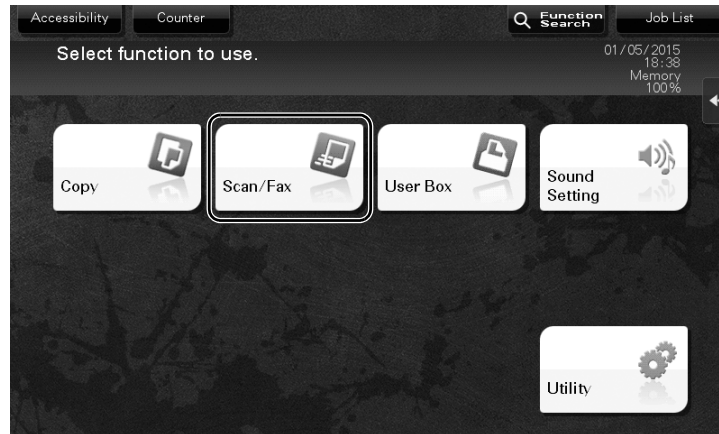 Accessibility
Counter
Function
Search
Job List
Select function to use.
01/05/2015
18:38
Memory
100%
Copy
Scan/Fax
User Box
Sound
Setting
Utility